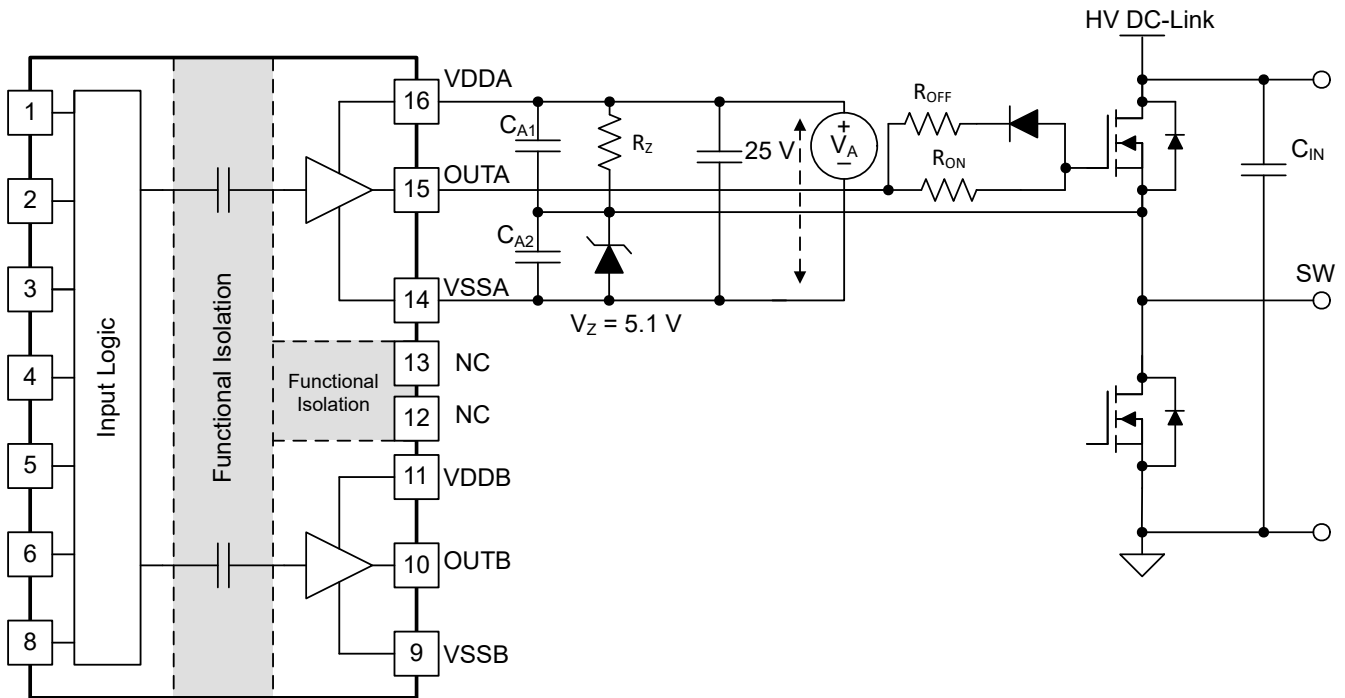 HV DC-Link
1
2
3
4
5
6
8
Input Logic
Functional Isolation
Functional
Isolation
16
VDDA
15
OUTA
14
VSSA
13
NC
12
NC
11
VDDB
10
OUTB
9
VSSB
CA1
CA2
RZ
VZ = 5.1 V
25 V
+
VA
–
ROFF
RON
CIN
SW